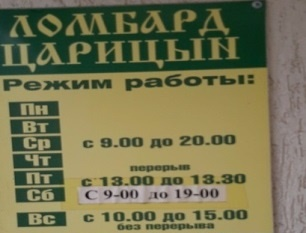 ЛОМБАРД
ЦАРИЦЫН
Режим работы:
Пн
Вт
Ср с 9.00 до 20.00
Чт
перерыв
Пт с 13.00 до 13.30
Сб С 9-00 до 19-00
Вс с 10.00 до 15.00
без перерыва